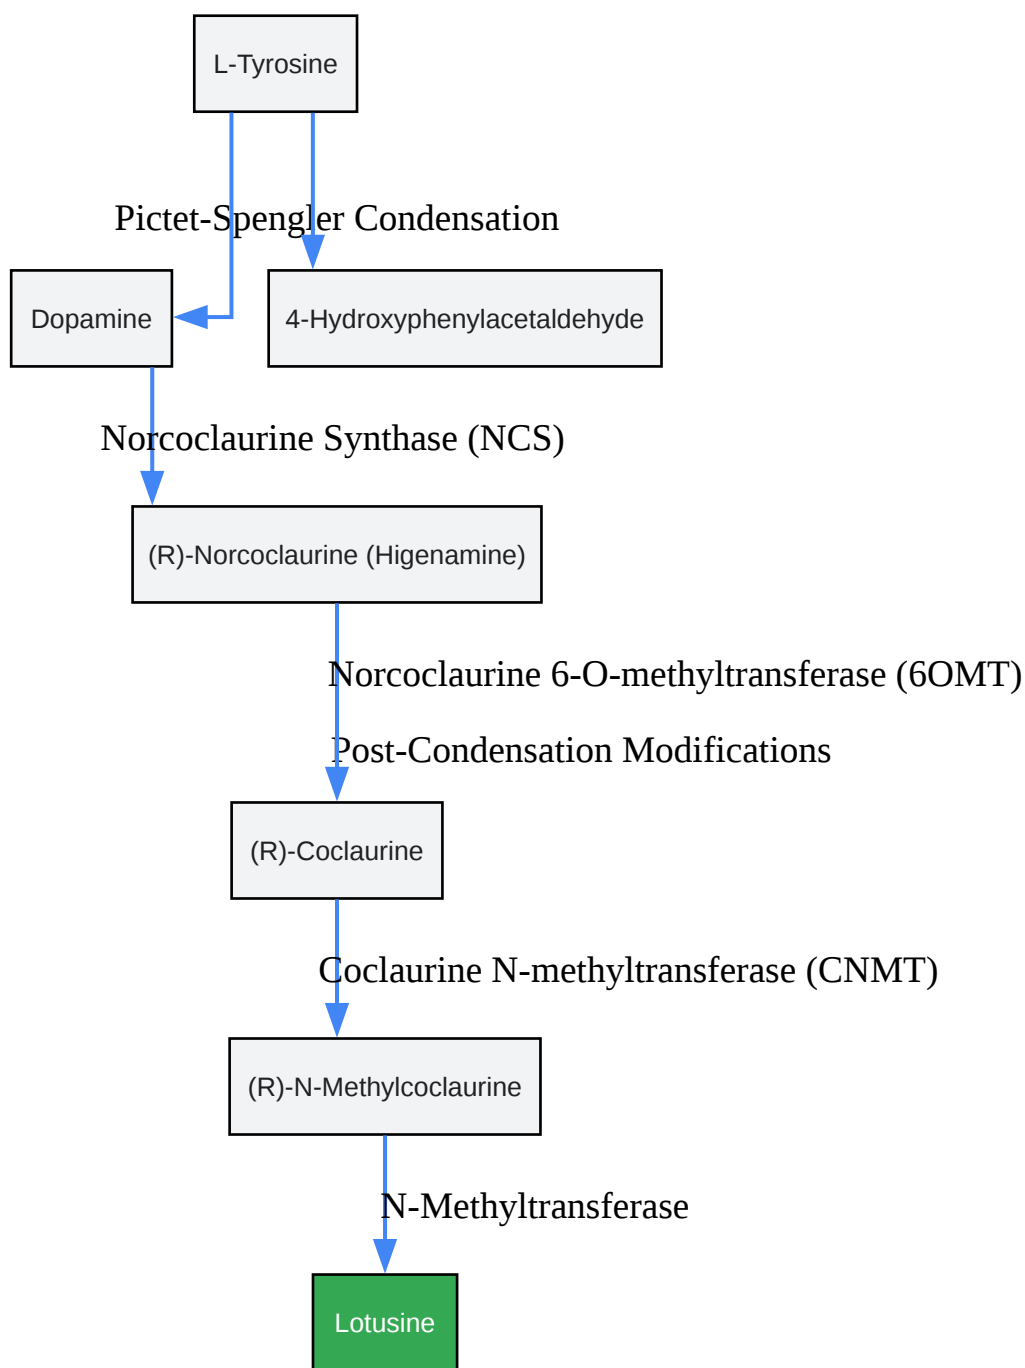 L-Tyrosine
Pictet-Spengler Condensation
Dopamine
4-Hydroxyphenylacetaldehyde
Norcoclaurine Synthase (NCS)
(R)-Norcoclaurine (Higenamine)
Norcoclaurine 6-O-methyltransferase (6OMT)
Post-Condensation Modifications
(R)-Coclaurine
Coclaurine N-methyltransferase (CNMT)
(R)-N-Methylcoclaurine
N-Methyltransferase
Lotusine